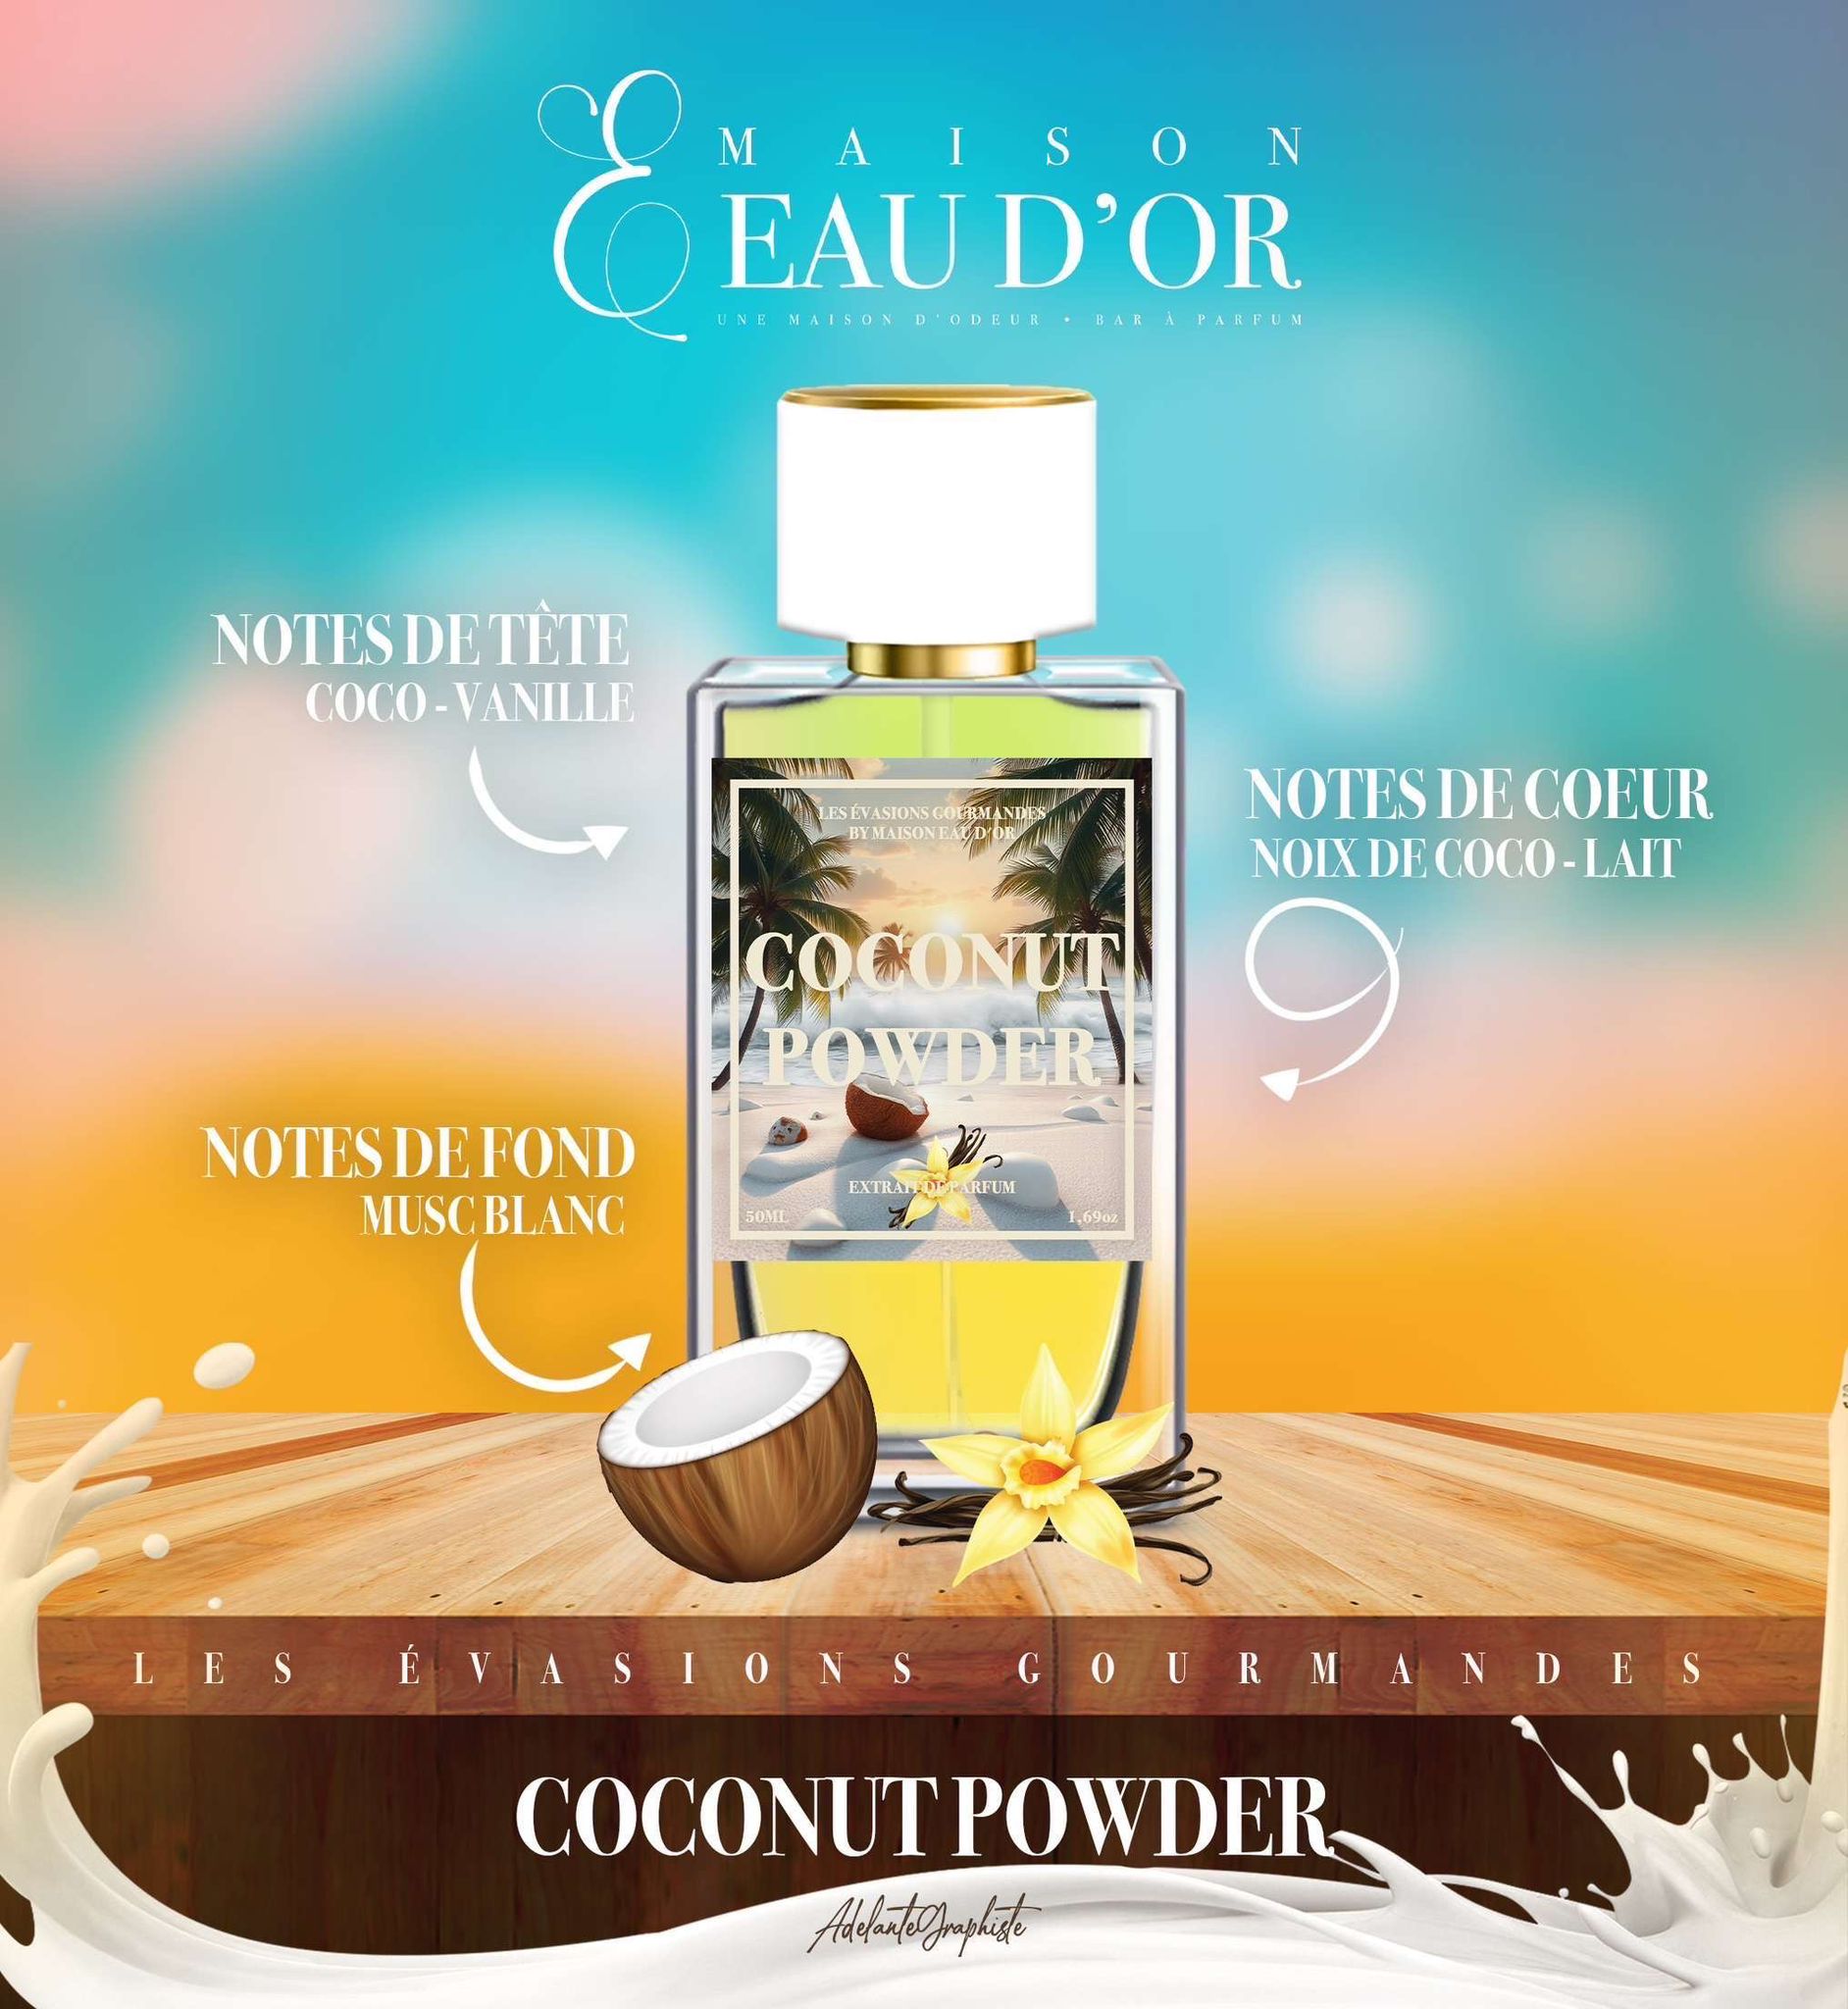 MAISON
EAU D'OR
UNE MAISON D'ODEUR • BAR À PARFUM
NOTES DE TÊTE
COCO - VANILLE
NOTES DE COEUR
NOIX DE COCO - LAIT
NOTES DE FOND
MUSC BLANC
LES ÉVASIONS GOURMANDES
BY MAISON EAU D'OR
COCONUT
POWDER
EXTRAIT DE PARFUM
50ML 1,69oz
LES ÉVASIONS GOURMANDES
COCONUT POWDER
AdelanteGraphiste